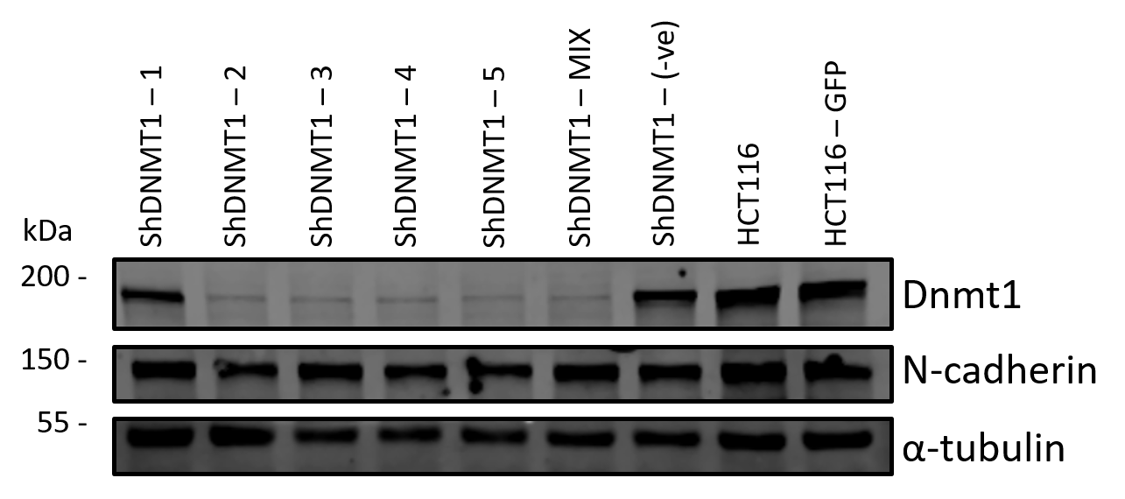 ShDNMT1 – 1
ShDNMT1 – 2
ShDNMT1 – 3
ShDNMT1 – 4
ShDNMT1 – 5
ShDNMT1 – MIX
ShDNMT1 – (-ve)
HCT116
HCT116 – GFP
kDa
200 -
Dnmt1
150 -
N-cadherin
55 -
α-tubulin